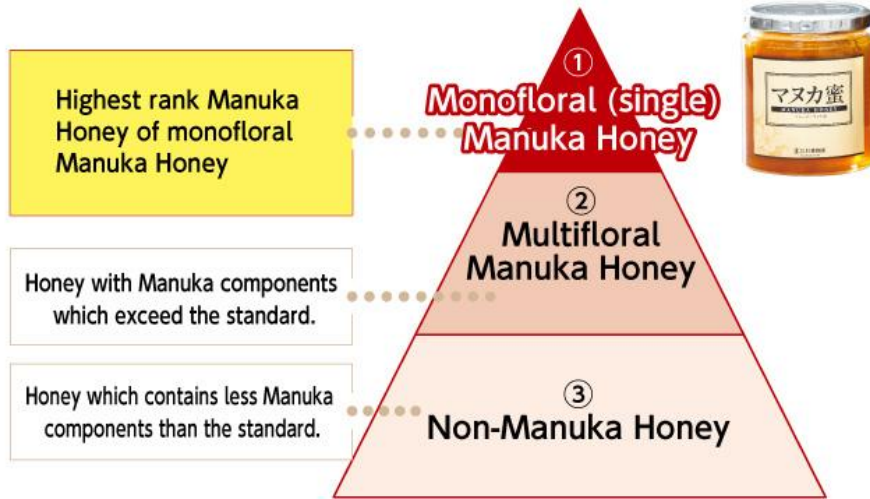 Highest rank Manuka
Honey of monofloral
Manuka Honey
①
Monofloral (single)
Manuka Honey
マヌカ蜜
MANUKA HONEY
②
Multifloral
Manuka Honey
Honey with Manuka components
which exceed the standard.
③
Non-Manuka Honey
Honey which contains less Manuka
components than the standard.